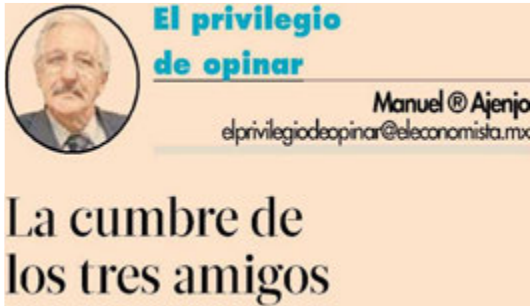 El privilegio
de opinar
Manuel ® Ajenjo
elprivilegiodeopinar@eleconomista.mx
La cumbre de
los tres amigos